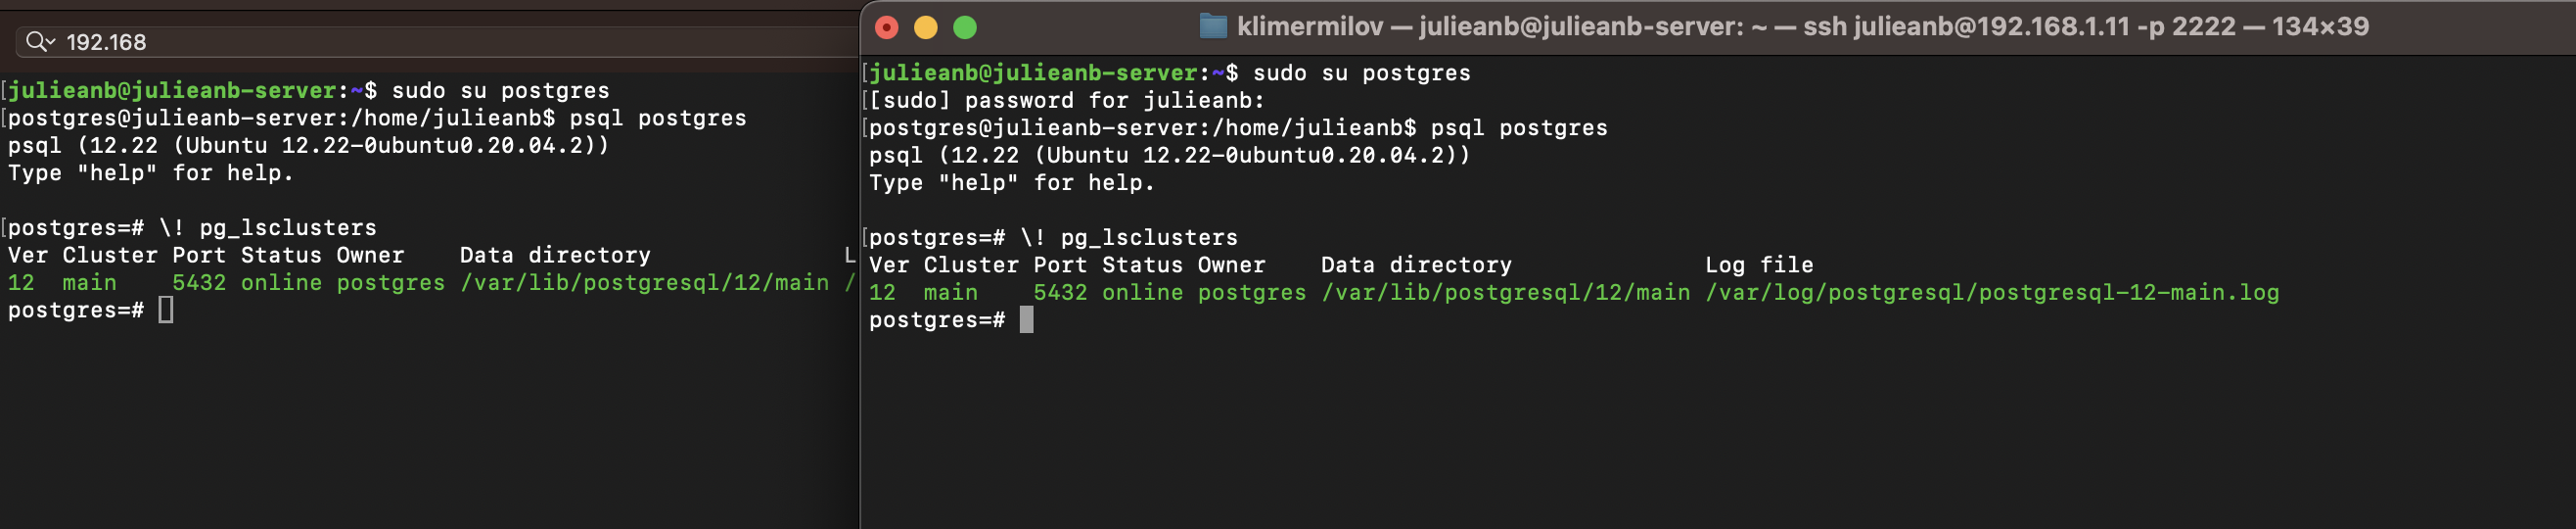 192.168
julieanb@julieanb-server:~$ sudo su postgres
postgres@julieanb-server:/home/julieanb$ psql postgres
psql (12.22 (Ubuntu 12.22-0ubuntu0.20.04.2))
Type "help" for help.
postgres=# \! pg_lsclusters
Ver Cluster Port Status Owner    Data directory              L
12  main    5432 online postgres /var/lib/postgresql/12/main /
postgres=#
klimermilov — julieanb@julieanb-server: ~ — ssh julieanb@192.168.1.11 -p 2222 — 134×39
julieanb@julieanb-server:~$ sudo su postgres
[sudo] password for julieanb:
postgres@julieanb-server:/home/julieanb$ psql postgres
psql (12.22 (Ubuntu 12.22-0ubuntu0.20.04.2))
Type "help" for help.
postgres=# \! pg_lsclusters
Ver Cluster Port Status Owner    Data directory              Log file
12  main    5432 online postgres /var/lib/postgresql/12/main /var/log/postgresql/postgresql-12-main.log
postgres=#